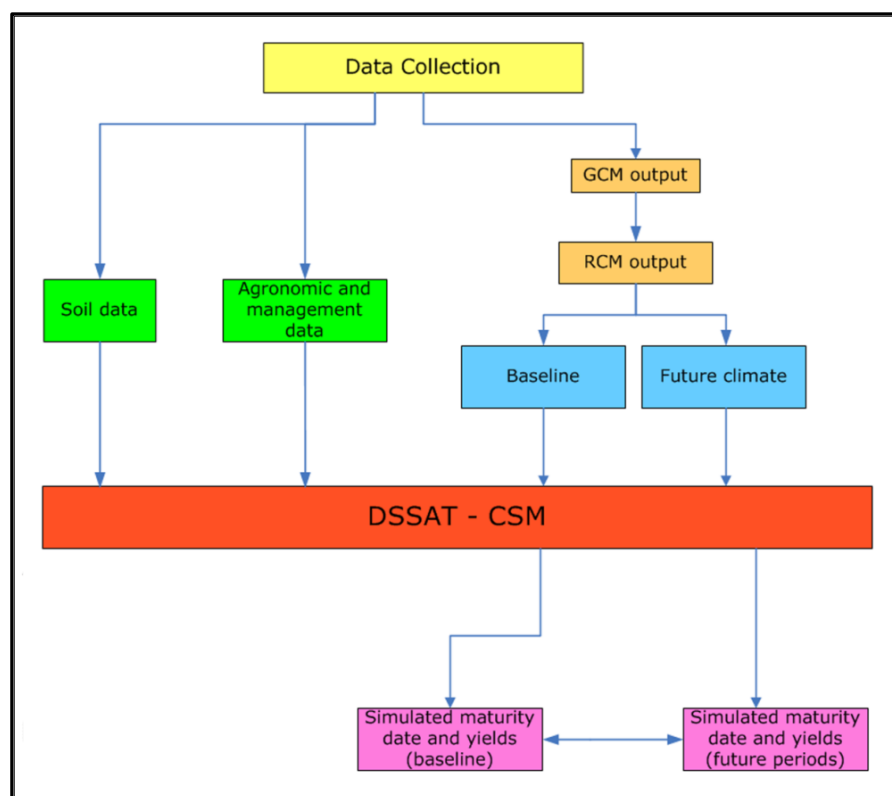 Data Collection
GCM output
RCM output
Soil data
Agronomic and
management
data
Baseline
Future climate
DSSAT - CSM
Simulated maturity
date and yields
(baseline)
Simulated maturity
date and yields
(future periods)